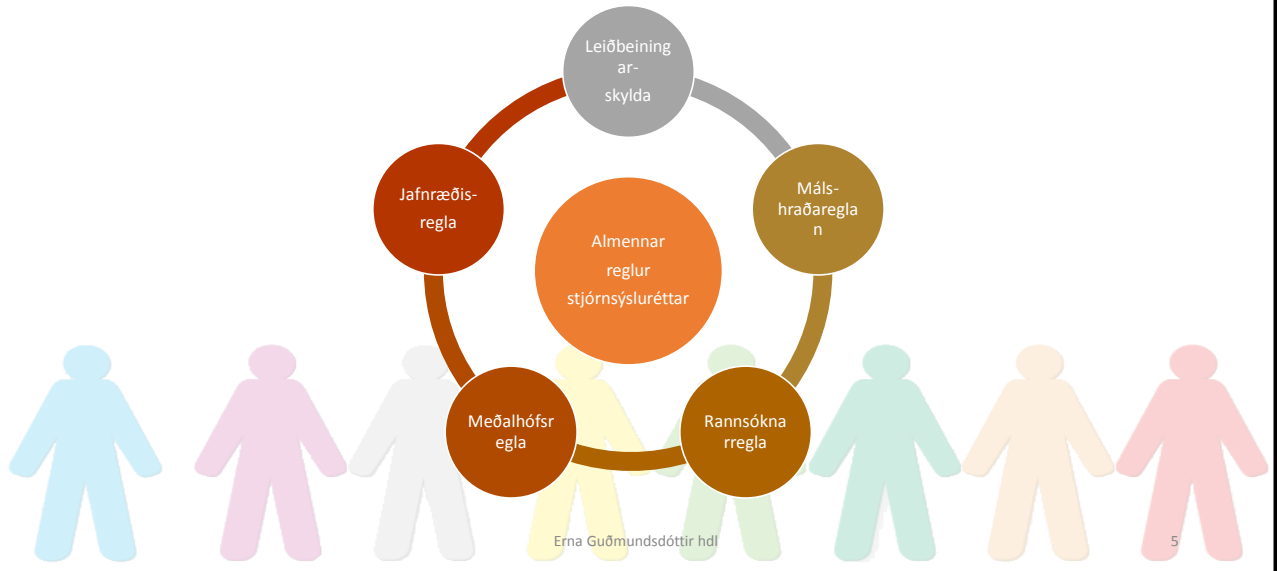 Leiðbeining
ar-
skylda
Máls-
hraðaregla
n
Rannsókna
rregla
Meðalhófsr
egla
Jafnræðis-
regla
Almennar
reglur
stjórnsýsluréttar
Erna Guðmundsdóttir hdl
5